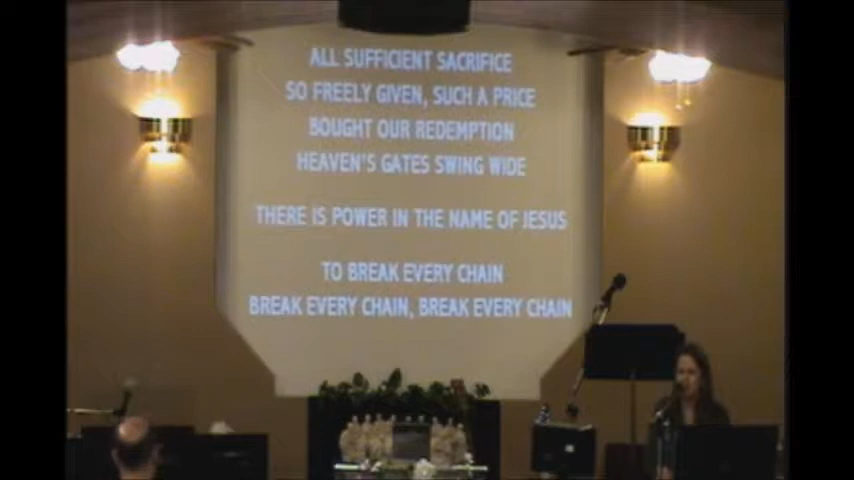 ALL SUFFICIENT SACRIFICE
SO FREELY GIVEN, SUCH A PRICE
BOUGHT OUR REDEMPTION
HEAVEN'S GATES SWING WIDE
THERE IS POWER IN THE NAME OF JESUS
TO BREAK EVERY CHAIN
BREAK EVERY CHAIN, BREAK EVERY CHAIN